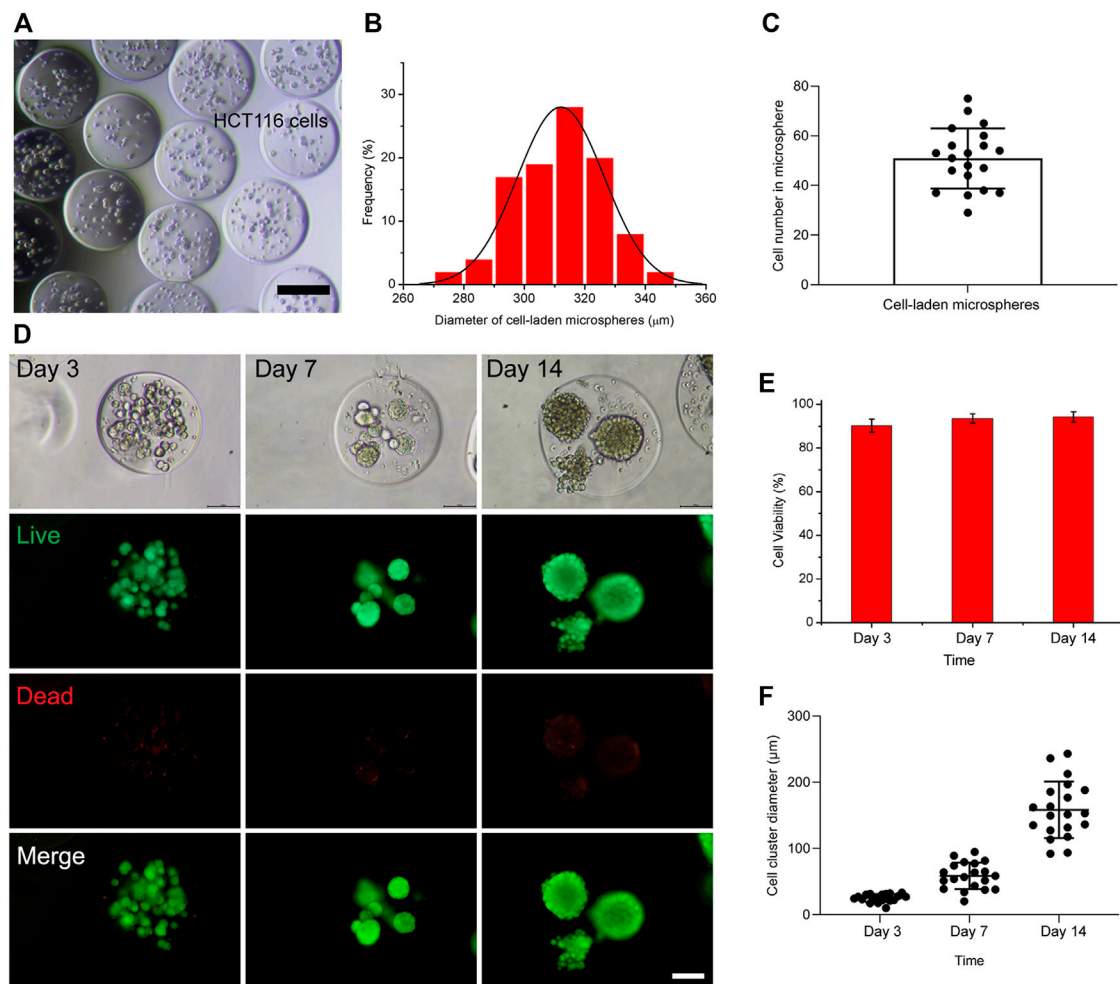 A
HCT116 cells
B
Frequency (%)
30
20
10
0
260
280
300
320
340
360
Diameter of cell-laden microspheres (μm)
C
Cell number in microsphere
80
60
40
20
0
Cell-laden microspheres
D
Day 3
Day 7
Day 14
Live
Dead
Merge
E
Cell Viability (%)
100
80
60
40
20
0
Day 3
Day 7
Day 14
Time
F
Cell cluster diameter (μm)
300
200
100
0
Day 3
Day 7
Day 14
Time